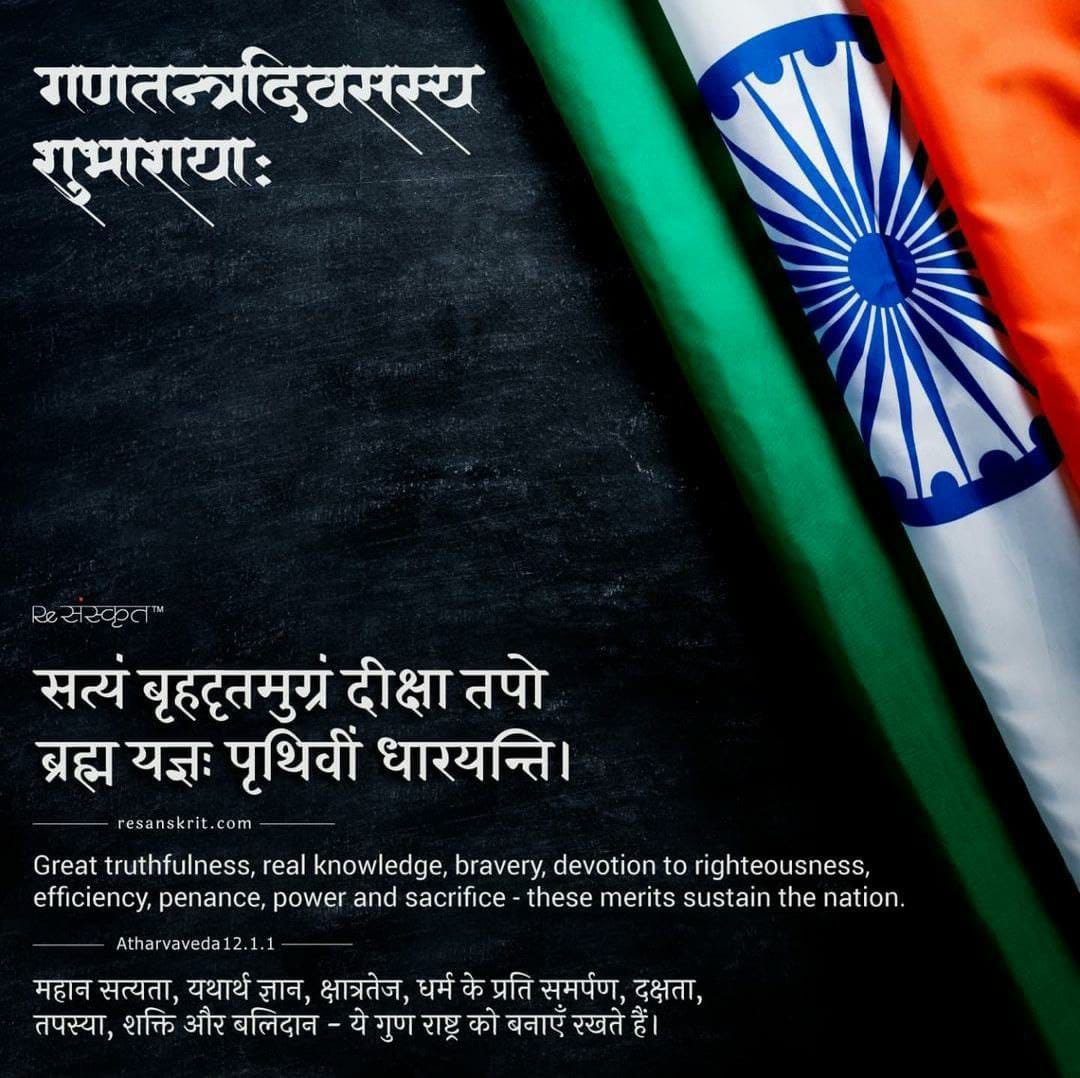 गणतन्त्रदिवसस्य
शुभाशयाः
Re संस्कृत™
सत्यं बृहदृतमुग्रं दीक्षा तपो
ब्रह्म यज्ञः पृथिवीं धारयन्ति।
resanskrit.com
Great truthfulness, real knowledge, bravery, devotion to righteousness,
efficiency, penance, power and sacrifice - these merits sustain the nation.
Atharvaveda12.1.1
महान सत्यता, यथार्थ ज्ञान, क्षात्रतेज, धर्म के प्रति समर्पण, दक्षता,
तपस्या, शक्ति और बलिदान – ये गुण राष्ट्र को बनाएँ रखते हैं।